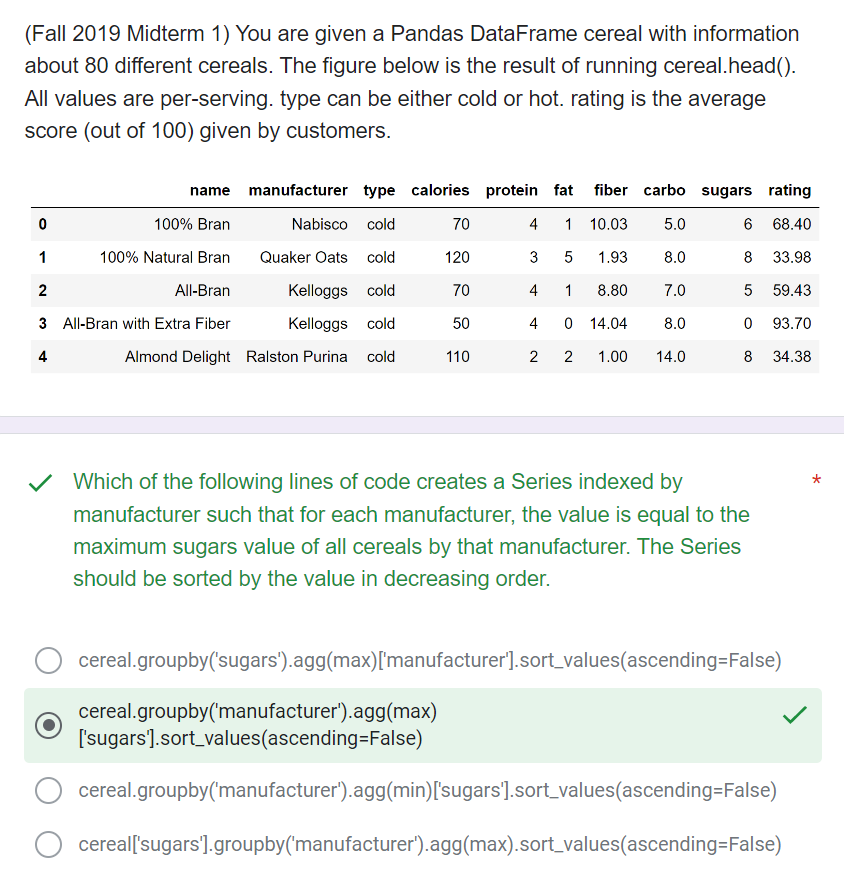 (Fall 2019 Midterm 1) You are given a Pandas DataFrame cereal with information
about 80 different cereals. The figure below is the result of running cereal.head().
All values are per-serving. type can be either cold or hot. rating is the average
score (out of 100) given by customers.
name manufacturer type calories protein fat fiber carbo sugars rating
0 100% Bran Nabisco cold 70 4 1 10.03 5.0 6 68.40
1 100% Natural Bran Quaker Oats cold 120 3 5 1.93 8.0 8 33.98
2 All-Bran Kelloggs cold 70 4 1 8.80 7.0 5 59.43
3 All-Bran with Extra Fiber Kelloggs cold 50 4 0 14.04 8.0 0 93.70
4 Almond Delight Ralston Purina cold 110 2 2 1.00 14.0 8 34.38
Which of the following lines of code creates a Series indexed by *
manufacturer such that for each manufacturer, the value is equal to the
maximum sugars value of all cereals by that manufacturer. The Series
should be sorted by the value in decreasing order.
cereal.groupby('sugars').agg(max)['manufacturer'].sort_values(ascending=False)
cereal.groupby('manufacturer').agg(max)
['sugars'].sort_values(ascending=False)
cereal.groupby('manufacturer').agg(min)['sugars'].sort_values(ascending=False)
cereal['sugars'].groupby('manufacturer').agg(max).sort_values(ascending=False)